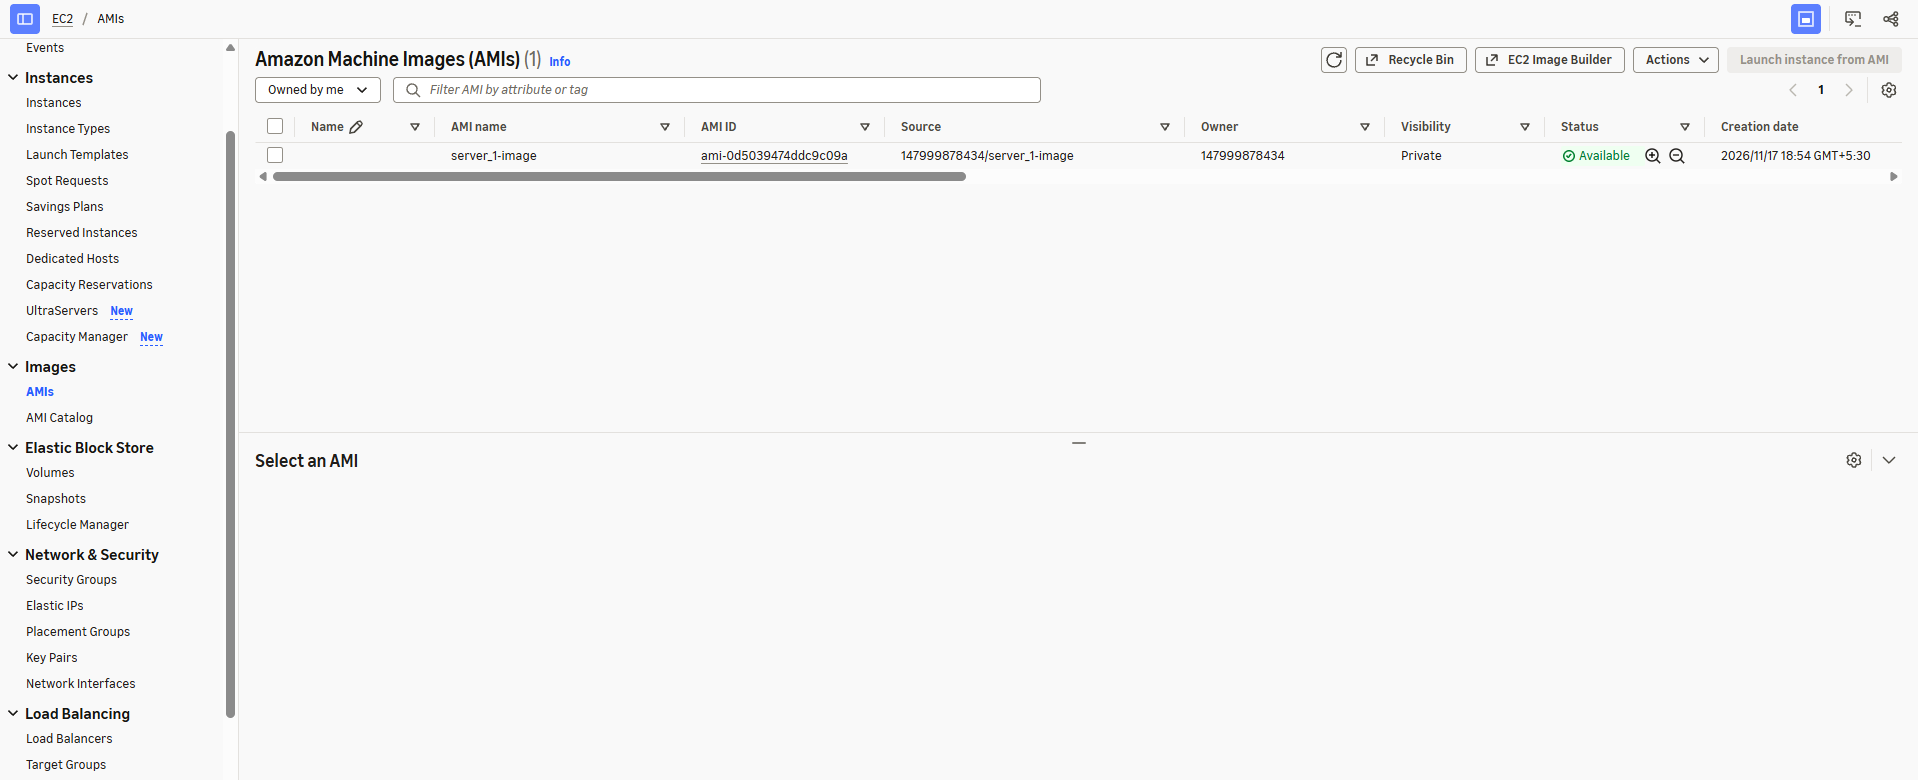 EC2 / AMIs
Events
Instances
Instances
Instance Types
Launch Templates
Spot Requests
Savings Plans
Reserved Instances
Dedicated Hosts
Capacity Reservations
UltraServers New
Capacity Manager New
Images
AMIs
AMI Catalog
Elastic Block Store
Volumes
Snapshots
Lifecycle Manager
Network & Security
Security Groups
Elastic IPs
Placement Groups
Key Pairs
Network Interfaces
Load Balancing
Load Balancers
Target Groups
Amazon Machine Images (AMIs) (1) Info
Recycle Bin EC2 Image Builder Actions Launch instance from AMI
Owned by me Filter AMI by attribute or tag 1
Name AMI name AMI ID Source Owner Visibility Status Creation date
server_1-image ami-0d5039474ddc9c09a 147999878434/server_1-image 147999878434 Private Available 2026/11/17 18:54 GMT+5:30
Select an AMI